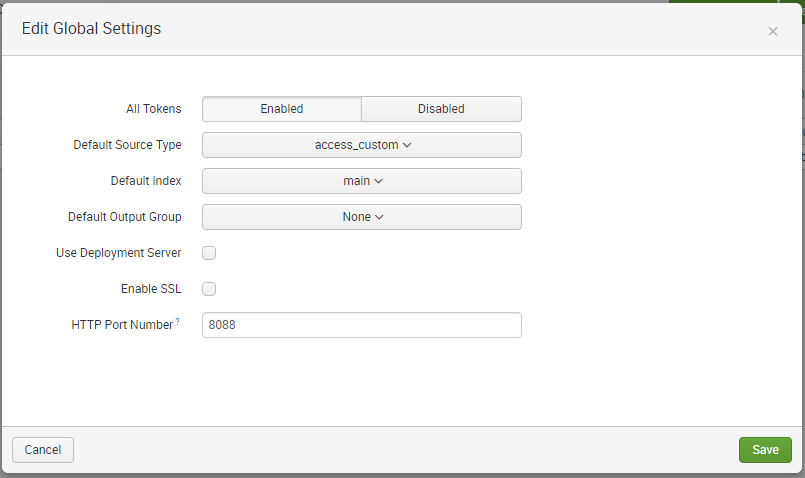 Edit Global Settings
×
All Tokens Enabled Disabled
Default Source Type access_custom
Default Index main
Default Output Group None
Use Deployment Server
Enable SSL
HTTP Port Number ? 8088
Cancel Save